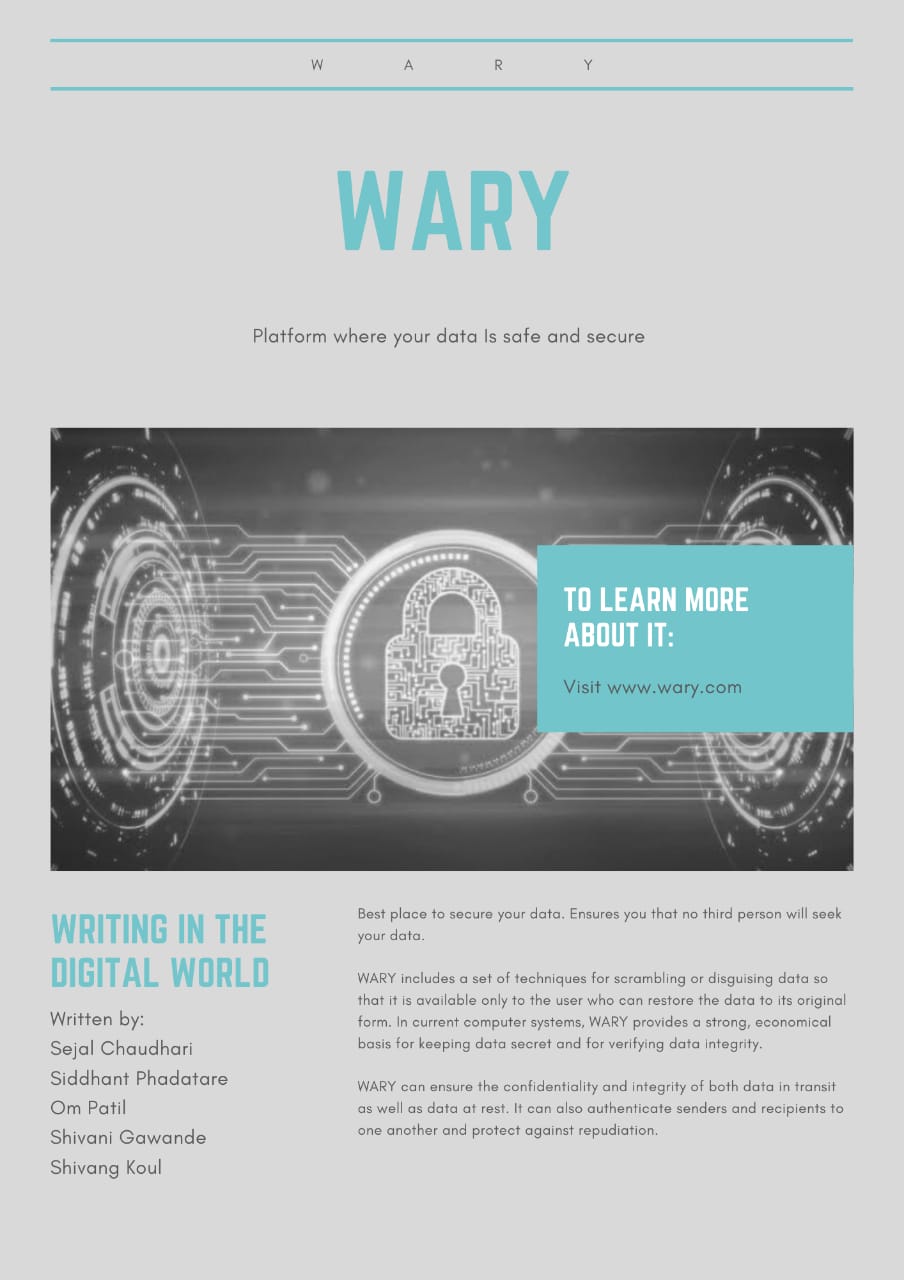 W A R Y
WARY
Platform where your data Is safe and secure
TO LEARN MORE
ABOUT IT:
Visit www.wary.com
WRITING IN THE
DIGITAL WORLD
Written by:
Sejal Chaudhari
Siddhant Phadatare
Om Patil
Shivani Gawande
Shivang Koul
Best place to secure your data. Ensures you that no third person will seek
your data.
WARY includes a set of techniques for scrambling or disguising data so
that it is available only to the user who can restore the data to its original
form. In current computer systems, WARY provides a strong, economical
basis for keeping data secret and for verifying data integrity.
WARY can ensure the confidentiality and integrity of both data in transit
as well as data at rest. It can also authenticate senders and recipients to
one another and protect against repudiation.